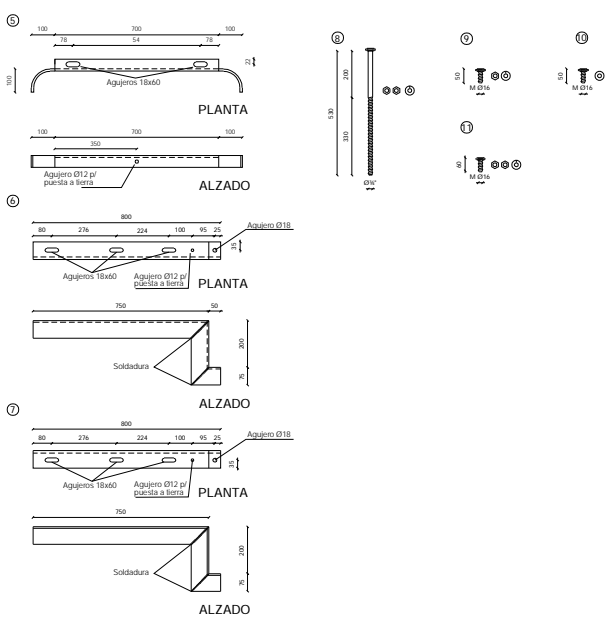 5
100 700 100
78 54 78
22
100
Agujeros 18x60
PLANTA
100 700 100
350
Agujero Ø12 p/
puesta a tierra
ALZADO
6
800
80 276 224 100 95 25
Agujero Ø18
35
Agujeros 18x60
Agujero Ø12 p/
puesta a tierra
PLANTA
750 50
200
75
Soldadura
ALZADO
7
800
80 276 224 100 95 25
Agujero Ø18
35
Agujeros 18x60
Agujero Ø12 p/
puesta a tierra
PLANTA
750
200
75
Soldadura
ALZADO
8
200
530
330
Ø¾"
9
50
M Ø16
10
50
M Ø16
11
60
M Ø16